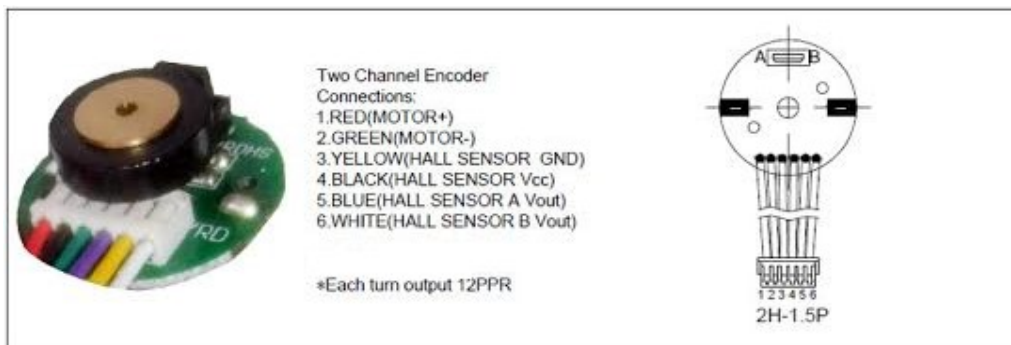 Two Channel Encoder
Connections:
1.RED(MOTOR+)
2.GREEN(MOTOR-)
3.YELLOW(HALL SENSOR GND)
4.BLACK(HALL SENSOR Vcc)
5.BLUE(HALL SENSOR A Vout)
6.WHITE(HALL SENSOR B Vout)
*Each turn output 12PPR
YRD
A B
1 2 3 4 5 6
2H-1.5P